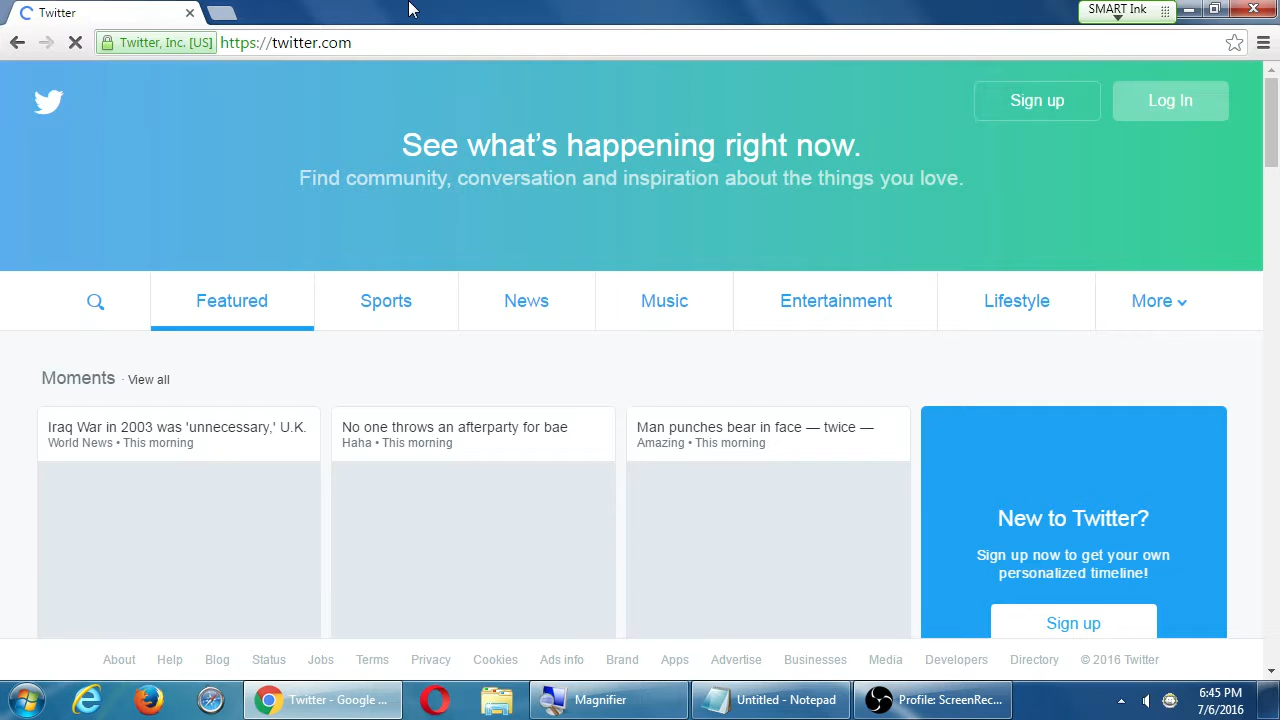 Twitter
SMART Ink
Twitter, Inc. [US] https://twitter.com
Sign up
Log In
See what's happening right now.
Find community, conversation and inspiration about the things you love.
Featured
Sports
News
Music
Entertainment
Lifestyle
More
Moments · View all
Iraq War in 2003 was 'unnecessary,' U.K.
World News • This morning
No one throws an afterparty for bae
Haha • This morning
Man punches bear in face — twice —
Amazing • This morning
New to Twitter?
Sign up now to get your own
personalized timeline!
Sign up
About Help Blog Status Jobs Terms Privacy Cookies Ads info Brand Apps Advertise Businesses Media Developers Directory © 2016 Twitter
Twitter - Google ...
Magnifier
Untitled - Notepad
Profile: ScreenRec...
6:45 PM
7/6/2016